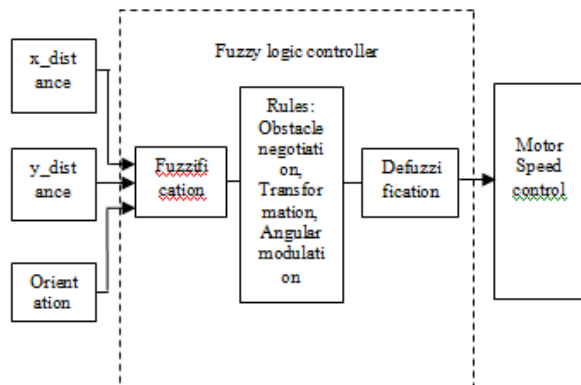 Fuzzy logic controller
x_dist
ance
y_dist
ance
Orient
ation
Fuzzifi
cation
Rules:
Obstacle
negotiati
on,
Transfor
mation,
Angular
modulati
on
Defuzzi
fication
Motor
Speed
control